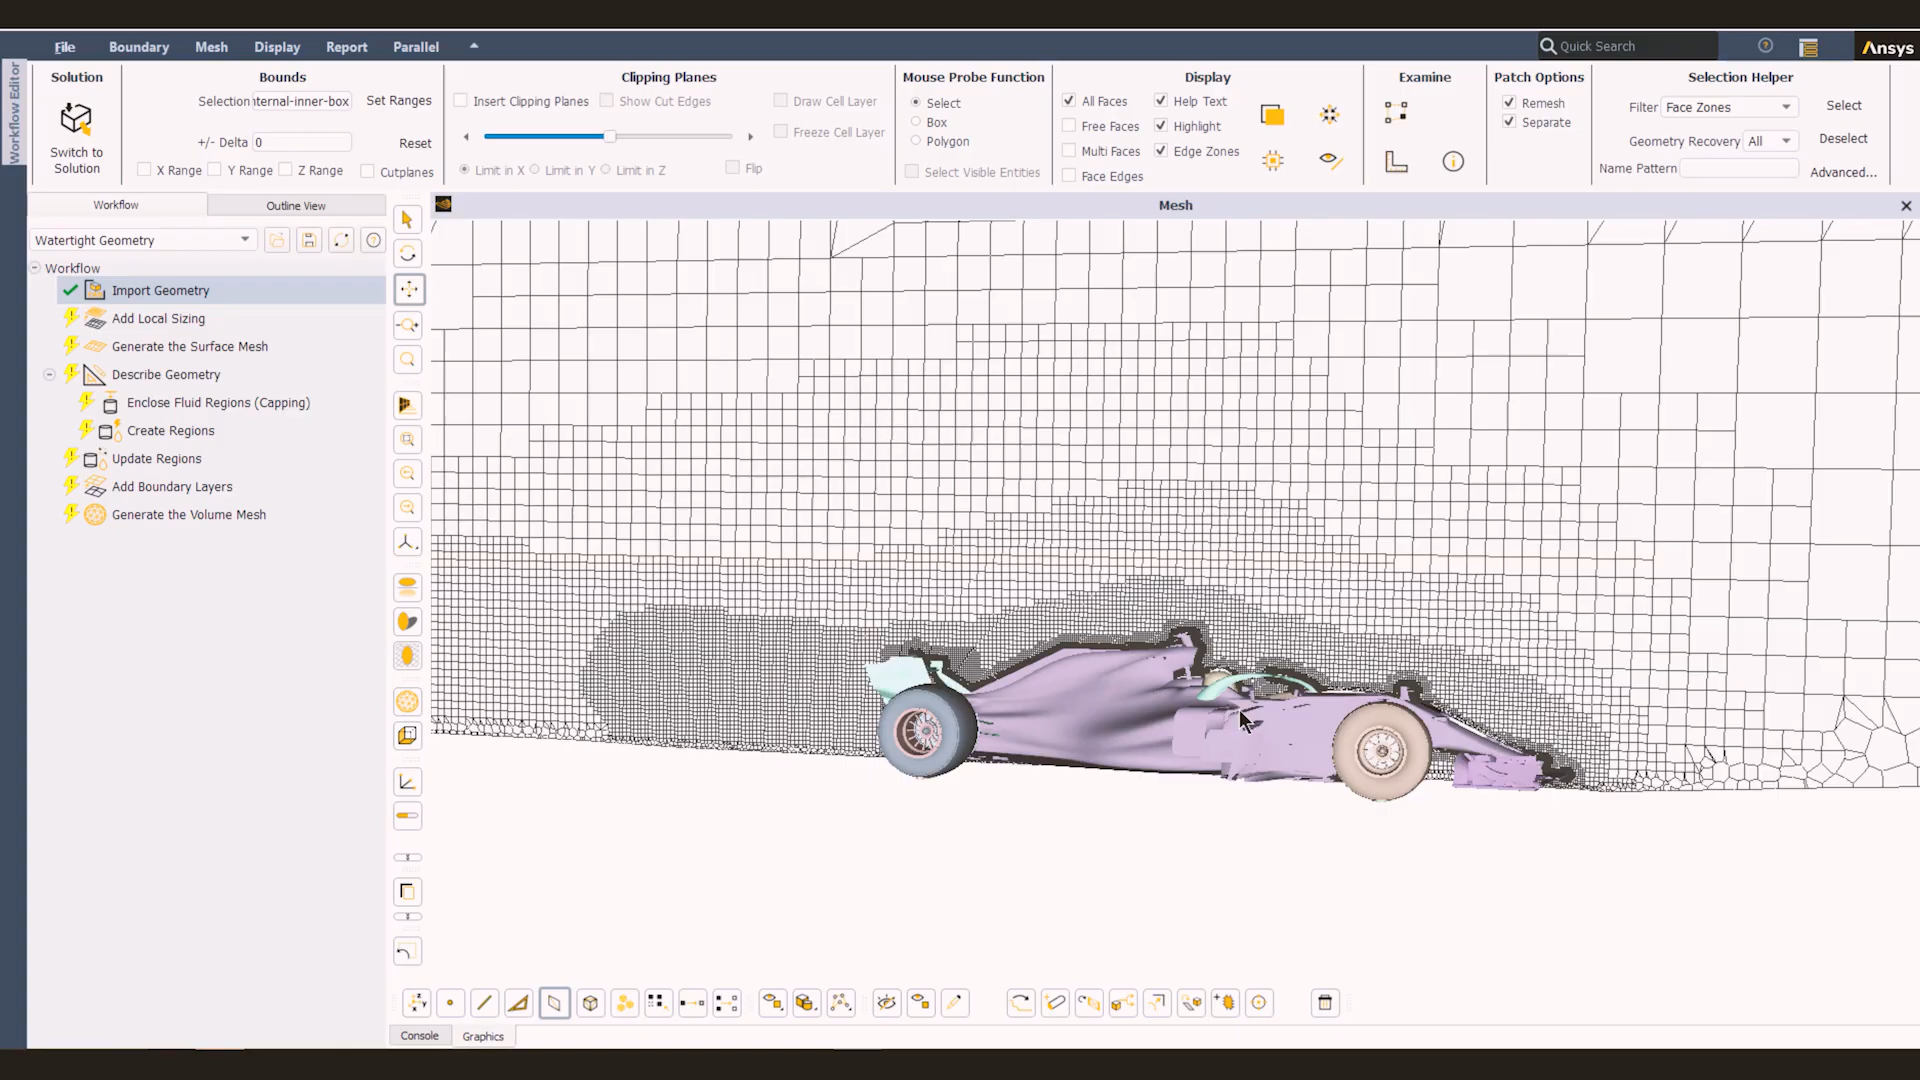 File Boundary Mesh Display Report Parallel Quick Search Ansys
Workflow Editor
Solution
Switch to
Solution
Bounds
Selection nternal-inner-box Set Ranges
+/- Delta 0 Reset
X Range Y Range Z Range Cutplanes
Clipping Planes
Insert Clipping Planes Show Cut Edges Draw Cell Layer
Freeze Cell Layer
Limit in X Limit in Y Limit in Z Flip
Mouse Probe Function
Select
Box
Polygon
Select Visible Entities
Display
All Faces Help Text
Free Faces Highlight
Multi Faces Edge Zones
Face Edges
Examine
Patch Options
Remesh
Separate
Selection Helper
Filter Face Zones Select
Geometry Recovery All Deselect
Name Pattern Advanced...
Workflow Outline View
Mesh
Watertight Geometry
Workflow
Import Geometry
Add Local Sizing
Generate the Surface Mesh
Describe Geometry
Enclose Fluid Regions (Capping)
Create Regions
Update Regions
Add Boundary Layers
Generate the Volume Mesh
Console Graphics